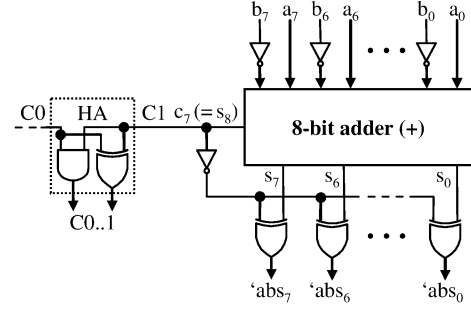 b7 a7 b6 a6 b0 a0
C0 HA C1 c7 (= s8)
8-bit adder (+)
s7 s6 s0
C0..1
‘abs7 ‘abs6 ‘abs0